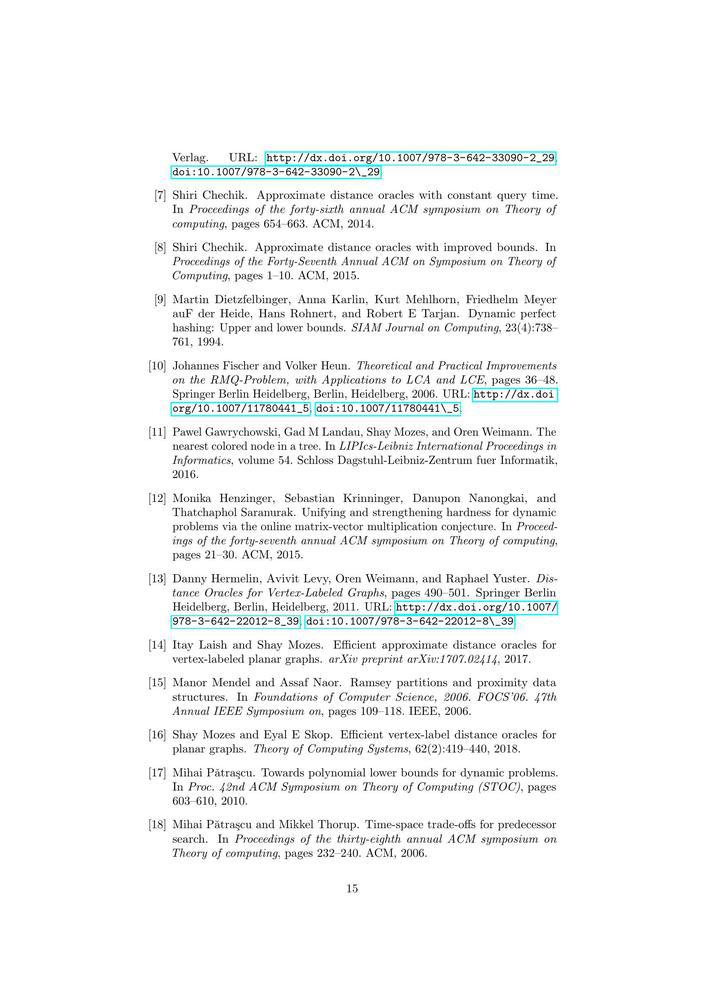 Verlag. URL: http://dx.doi.org/10.1007/978-3-642-33090-2_29,
doi:10.1007/978-3-642-33090-2\_29.
[7] Shiri Chechik. Approximate distance oracles with constant query time.
In Proceedings of the forty-sixth annual ACM symposium on Theory of
computing, pages 654–663. ACM, 2014.
[8] Shiri Chechik. Approximate distance oracles with improved bounds. In
Proceedings of the Forty-Seventh Annual ACM on Symposium on Theory of
Computing, pages 1–10. ACM, 2015.
[9] Martin Dietzfelbinger, Anna Karlin, Kurt Mehlhorn, Friedhelm Meyer
auF der Heide, Hans Rohnert, and Robert E Tarjan. Dynamic perfect
hashing: Upper and lower bounds. SIAM Journal on Computing, 23(4):738–
761, 1994.
[10] Johannes Fischer and Volker Heun. Theoretical and Practical Improvements
on the RMQ-Problem, with Applications to LCA and LCE, pages 36–48.
Springer Berlin Heidelberg, Berlin, Heidelberg, 2006. URL: http://dx.doi.
org/10.1007/11780441_5, doi:10.1007/11780441\_5.
[11] Pawel Gawrychowski, Gad M Landau, Shay Mozes, and Oren Weimann. The
nearest colored node in a tree. In LIPIcs-Leibniz International Proceedings in
Informatics, volume 54. Schloss Dagstuhl-Leibniz-Zentrum fuer Informatik,
2016.
[12] Monika Henzinger, Sebastian Krinninger, Danupon Nanongkai, and
Thatchaphol Saranurak. Unifying and strengthening hardness for dynamic
problems via the online matrix-vector multiplication conjecture. In Proceed-
ings of the forty-seventh annual ACM symposium on Theory of computing,
pages 21–30. ACM, 2015.
[13] Danny Hermelin, Avivit Levy, Oren Weimann, and Raphael Yuster. Dis-
tance Oracles for Vertex-Labeled Graphs, pages 490–501. Springer Berlin
Heidelberg, Berlin, Heidelberg, 2011. URL: http://dx.doi.org/10.1007/
978-3-642-22012-8_39, doi:10.1007/978-3-642-22012-8\_39.
[14] Itay Laish and Shay Mozes. Efficient approximate distance oracles for
vertex-labeled planar graphs. arXiv preprint arXiv:1707.02414, 2017.
[15] Manor Mendel and Assaf Naor. Ramsey partitions and proximity data
structures. In Foundations of Computer Science, 2006. FOCS'06. 47th
Annual IEEE Symposium on, pages 109–118. IEEE, 2006.
[16] Shay Mozes and Eyal E Skop. Efficient vertex-label distance oracles for
planar graphs. Theory of Computing Systems, 62(2):419–440, 2018.
[17] Mihai Pătraşcu. Towards polynomial lower bounds for dynamic problems.
In Proc. 42nd ACM Symposium on Theory of Computing (STOC), pages
603–610, 2010.
[18] Mihai Pătraşcu and Mikkel Thorup. Time-space trade-offs for predecessor
search. In Proceedings of the thirty-eighth annual ACM symposium on
Theory of computing, pages 232–240. ACM, 2006.
15